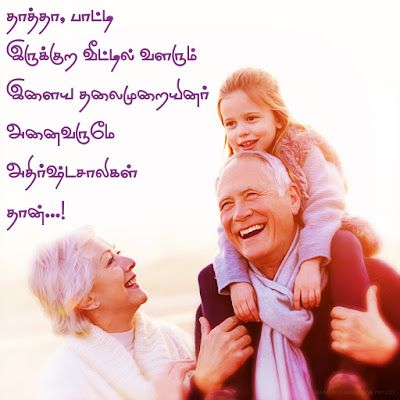 தாத்தா, பாட்டி
இருக்குற வீட்டில் வளரும்
இளைய தலைமுறையினர்
அனைவருமே
அதிர்ஷ்டசாலிகள்
தான்...!